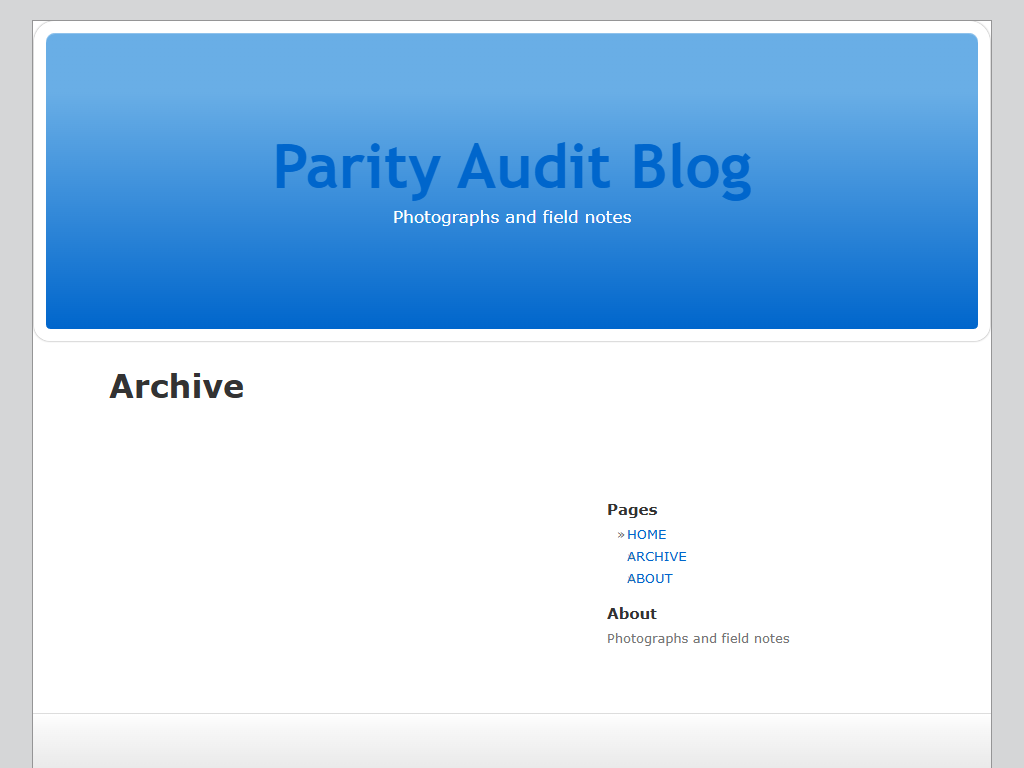 Parity Audit Blog
Photographs and field notes
Archive
Pages
» HOME
ARCHIVE
ABOUT
About
Photographs and field notes